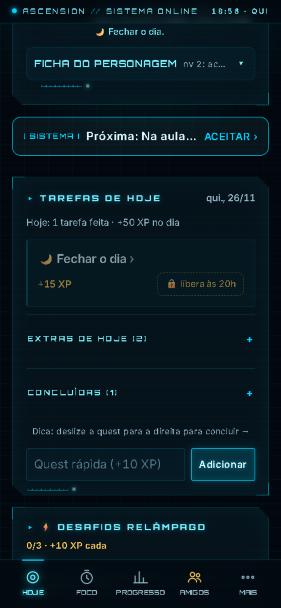 ASCENSION // SISTEMA ONLINE 18:58 · QUI
🌙 Fechar o dia.
FICHA DO PERSONAGEM nv 2: ac... ▾
[SISTEMA] Próxima: Na aula... ACEITAR ›
▸ TAREFAS DE HOJE qui., 26/11
Hoje: 1 tarefa feita · +50 XP no dia
🌙 Fechar o dia ›
+15 XP 🔒 libera às 20h
EXTRAS DE HOJE (2) +
CONCLUÍDAS (1) +
Dica: deslize a quest para a direita para concluir →
Quest rápida (+10 XP) Adicionar
▸ ⚡ DESAFIOS RELÂMPAGO
0/3 · +10 XP cada
HOJE FOCO PROGRESSO AMIGOS MAIS